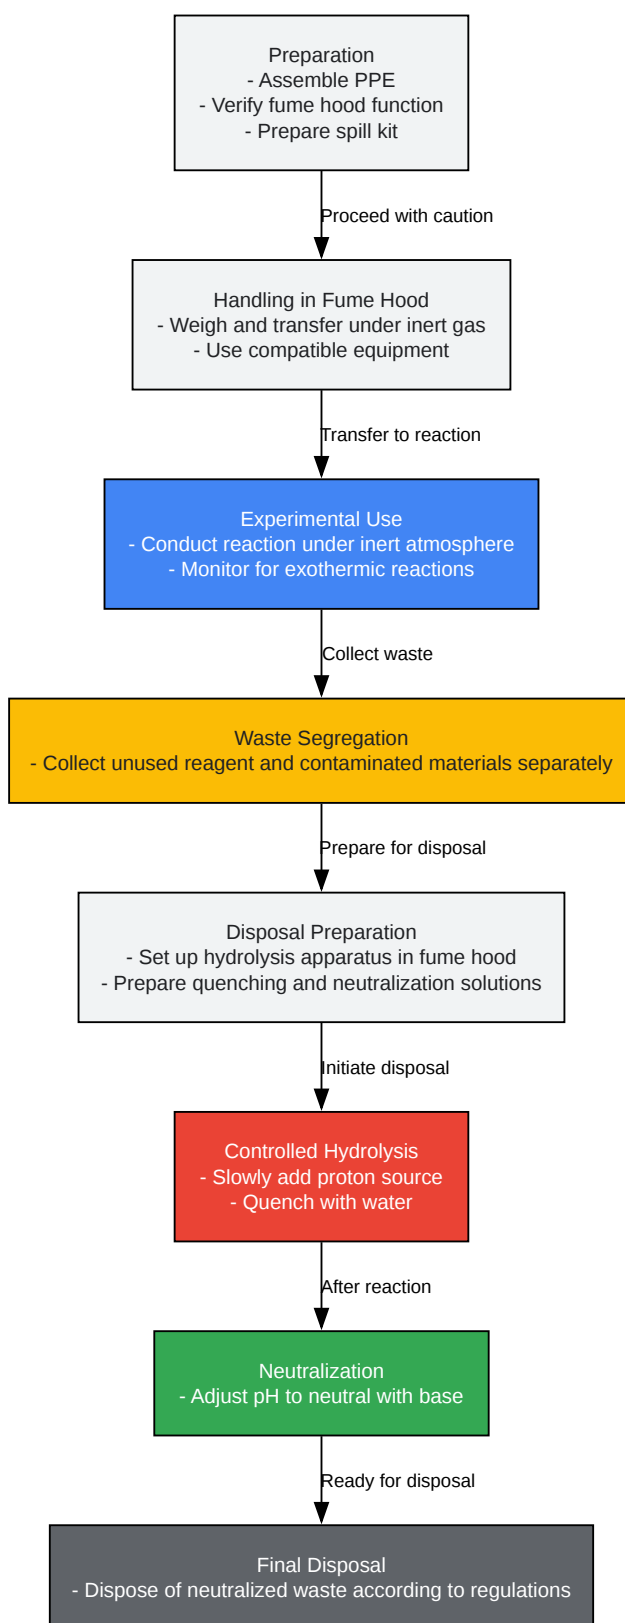 Preparation
- Assemble PPE
- Verify fume hood function
- Prepare spill kit
Proceed with caution
Handling in Fume Hood
- Weigh and transfer under inert gas
- Use compatible equipment
Transfer to reaction
Experimental Use
- Conduct reaction under inert atmosphere
- Monitor for exothermic reactions
Collect waste
Waste Segregation
- Collect unused reagent and contaminated materials separately
Prepare for disposal
Disposal Preparation
- Set up hydrolysis apparatus in fume hood
- Prepare quenching and neutralization solutions
Initiate disposal
Controlled Hydrolysis
- Slowly add proton source
- Quench with water
After reaction
Neutralization
- Adjust pH to neutral with base
Ready for disposal
Final Disposal
- Dispose of neutralized waste according to regulations